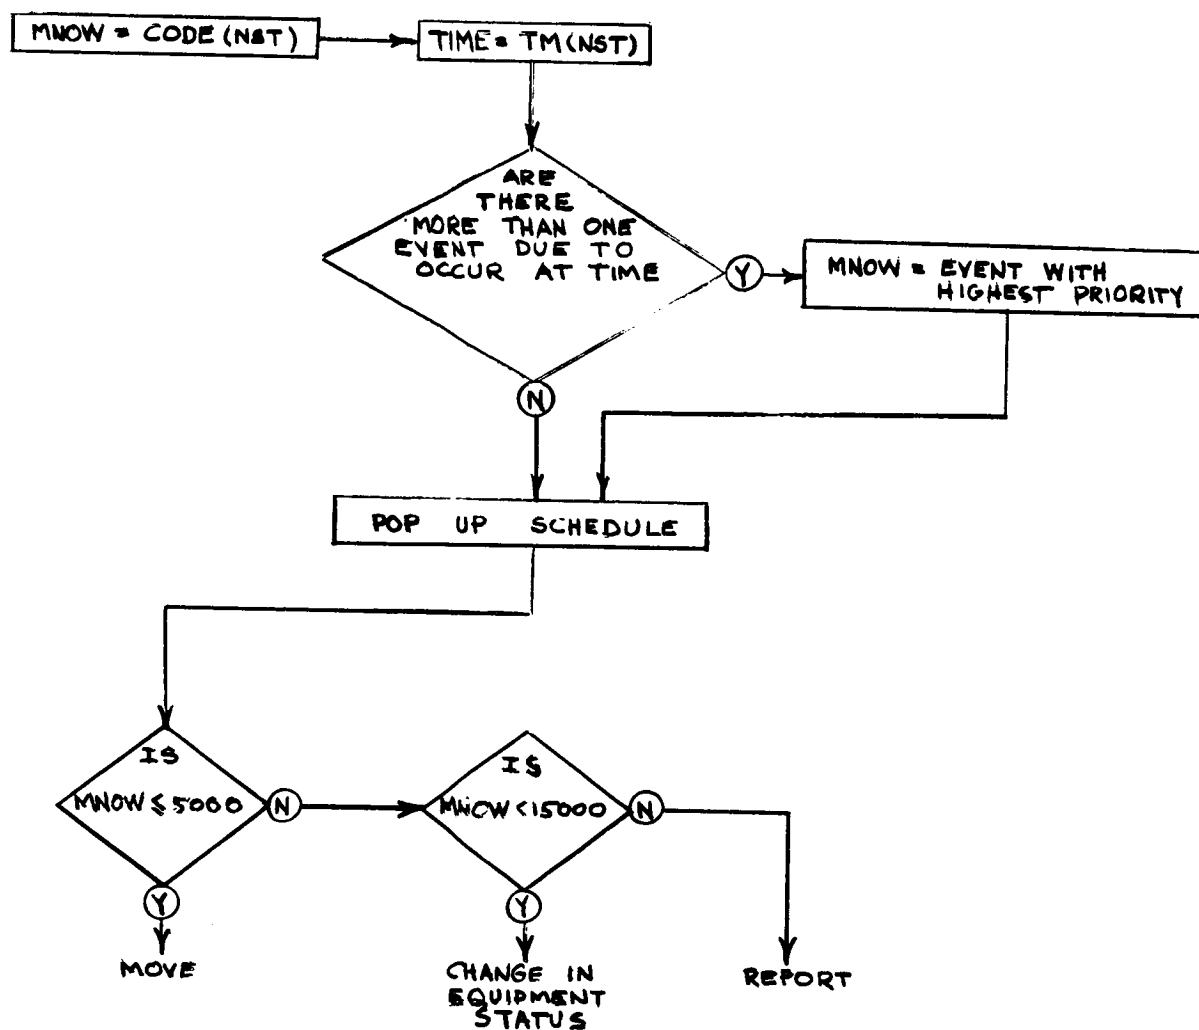 MNOW = CODE(NST)
TIME = TM(NST)
ARE
THERE
MORE THAN ONE
EVENT DUE TO
OCCUR AT TIME
Y
MNOW = EVENT WITH
HIGHEST PRIORITY
N
POP UP SCHEDULE
IS
MNOW ≤ 5000
N
IS
MNOW < 15000
N
Y
Y
MOVE
CHANGE IN
EQUIPMENT
STATUS
REPORT